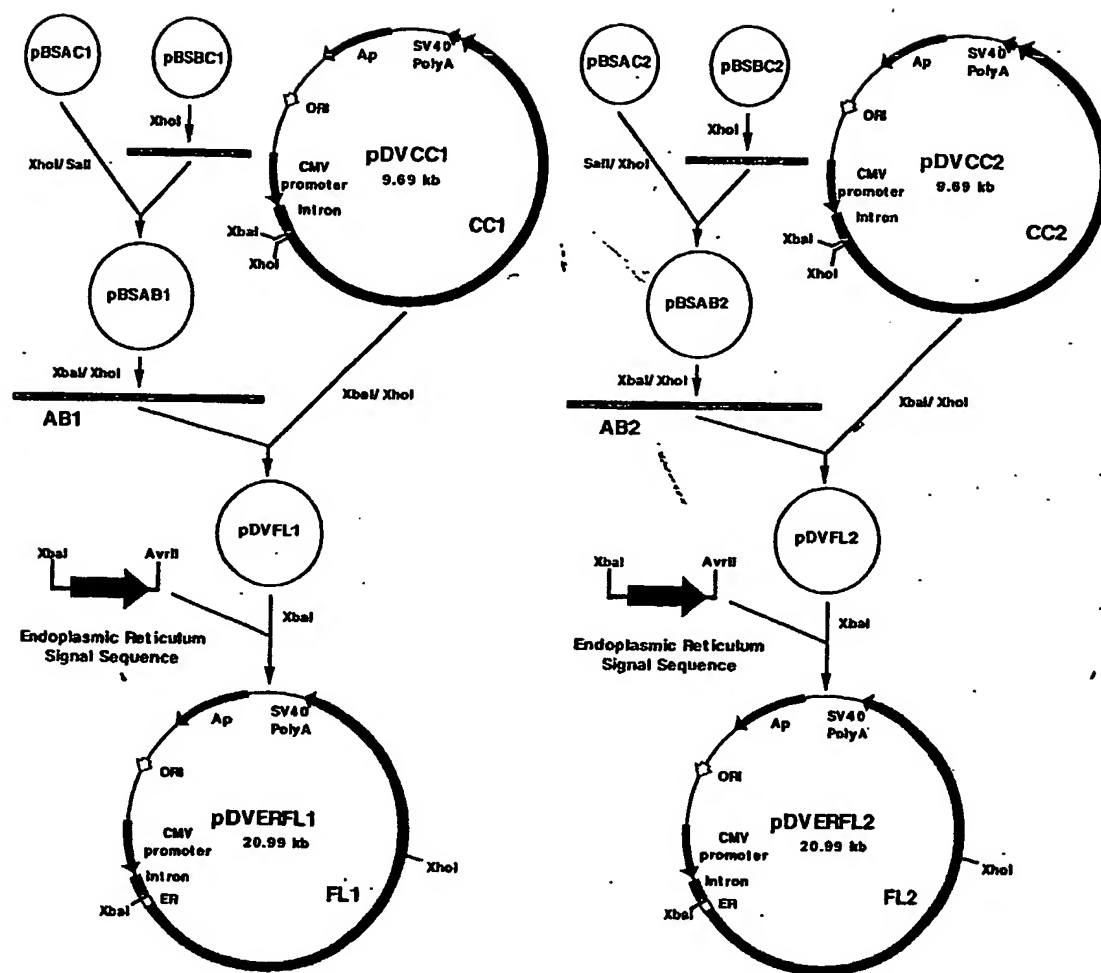 pBSAC1
pBSBC1
XhoI
XhoI/ SalI
pBSAB1
XbaI/ XhoI
AB1
Ap
SV40
PolyA
ORI
pDVCC1
9.69 kb
CMV
promoter
Intron
XbaI
XhoI
CC1
XbaI/ XhoI
pDVFL1
XbaI
AvrII
XbaI
Endoplasmic Reticulum
Signal Sequence
Ap
SV40
PolyA
ORI
pDVERFL1
20.99 kb
CMV
promoter
Intron
XbaI
ER
FL1
XhoI
pBSAC2
pBSBC2
XhoI
SalI/ XhoI
pBSAB2
XbaI/ XhoI
AB2
Ap
SV40
PolyA
ORI
pDVCC2
9.69 kb
CMV
promoter
Intron
XbaI
XhoI
CC2
XbaI/ XhoI
pDVFL2
XbaI
AvrII
XbaI
Endoplasmic Reticulum
Signal Sequence
Ap
SV40
PolyA
ORI
pDVERFL2
20.99 kb
CMV
promoter
Intron
XbaI
ER
FL2
XhoI